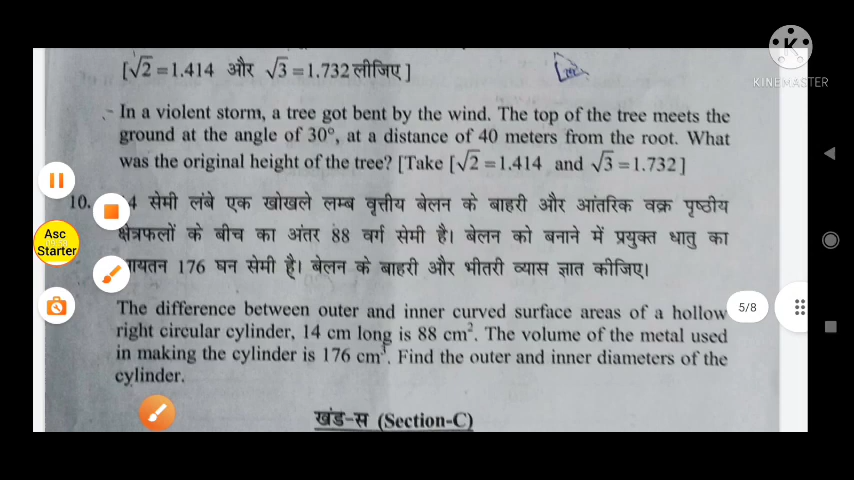 [√2 =1.414 और √3 =1.732 लीजिए ]
KINEMASTER
In a violent storm, a tree got bent by the wind. The top of the tree meets the
ground at the angle of 30°, at a distance of 40 meters from the root. What
was the original height of the tree? [Take [√2 =1.414 and √3 =1.732]
10. 4 सेमी लंबे एक खोखले लम्ब वृत्तीय बेलन के बाहरी और आंतरिक वक्र पृष्ठीय
Asc
Starter
क्षेत्रफलों के बीच का अंतर 88 वर्ग सेमी है। बेलन को बनाने में प्रयुक्त धातु का
ायतन 176 घन सेमी है। बेलन के बाहरी और भीतरी व्यास ज्ञात कीजिए।
The difference between outer and inner curved surface areas of a hollow
5/8
right circular cylinder, 14 cm long is 88 cm². The volume of the metal used
in making the cylinder is 176 cm³. Find the outer and inner diameters of the
cylinder.
खंड-स (Section-C)